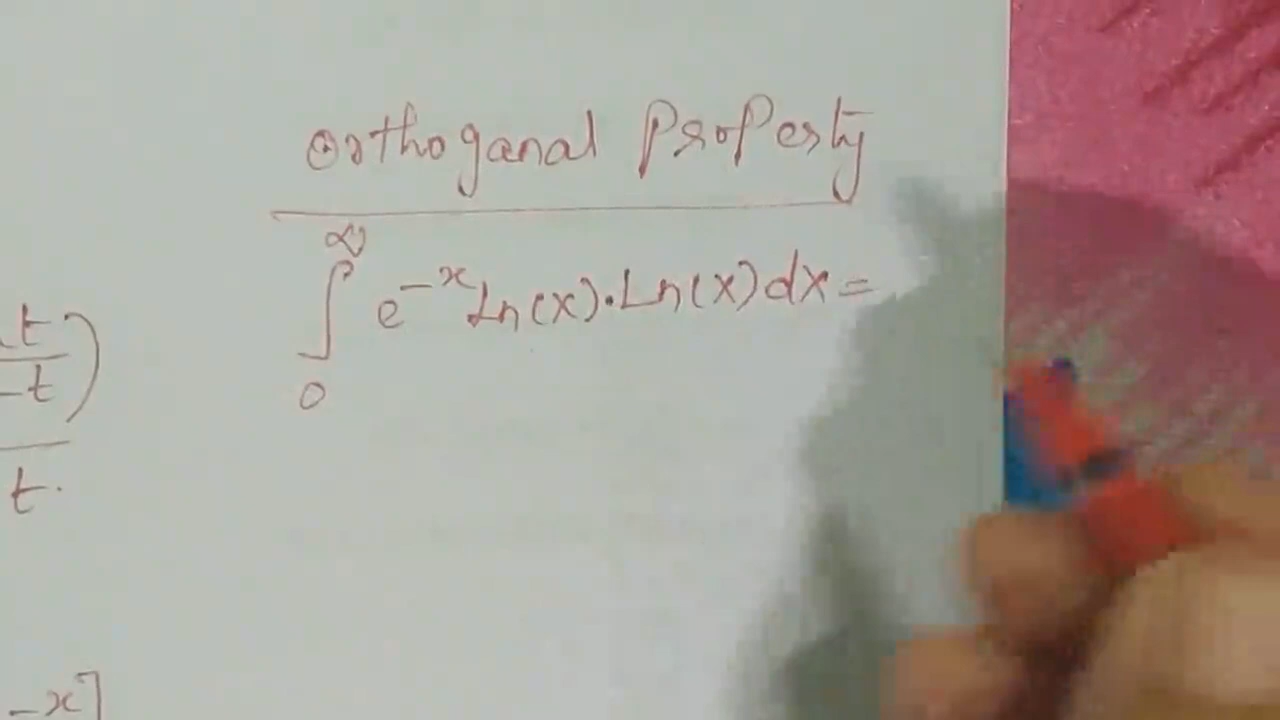 Orthoganal Property
∫₀^∞ e^{-x} Ln(x).Ln(x)dx=
t
-t)
t.
-x]